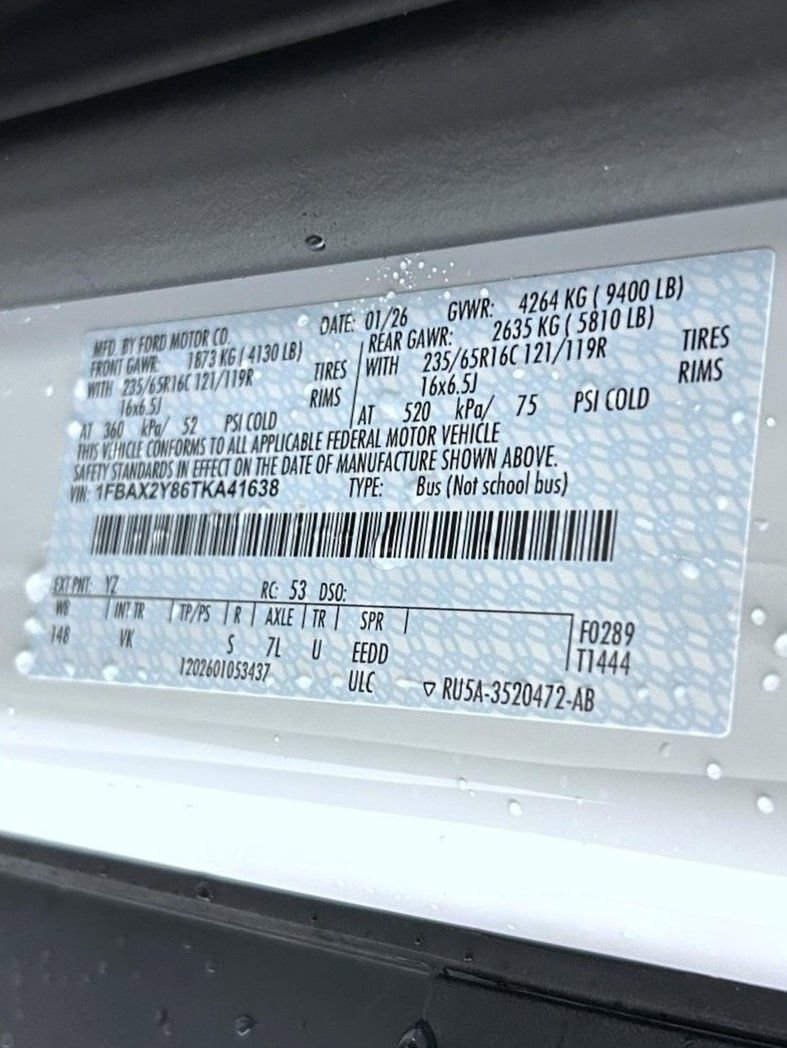 MFD. BY FORD MOTOR CO. DATE: 01/26 GVWR: 4264 KG ( 9400 LB)
FRONT GAWR: 1873 KG ( 4130 LB) REAR GAWR: 2635 KG ( 5810 LB)
WITH 235/65R16C 121/119R TIRES WITH 235/65R16C 121/119R TIRES
16x6.5J RIMS 16x6.5J RIMS
AT 360 kPa/ 52 PSI COLD AT 520 kPa/ 75 PSI COLD
THIS VEHICLE CONFORMS TO ALL APPLICABLE FEDERAL MOTOR VEHICLE
SAFETY STANDARDS IN EFFECT ON THE DATE OF MANUFACTURE SHOWN ABOVE.
VIN: 1FBAX2Y86TKA41638 TYPE: Bus (Not school bus)
EXT PNT: YZ RC: 53 DSO:
WB INT TR TP/PS R AXLE TR SPR F0289
148 VK S 7L U EEDD T1444
1202601053437 ULC ▽ RU5A-3520472-AB